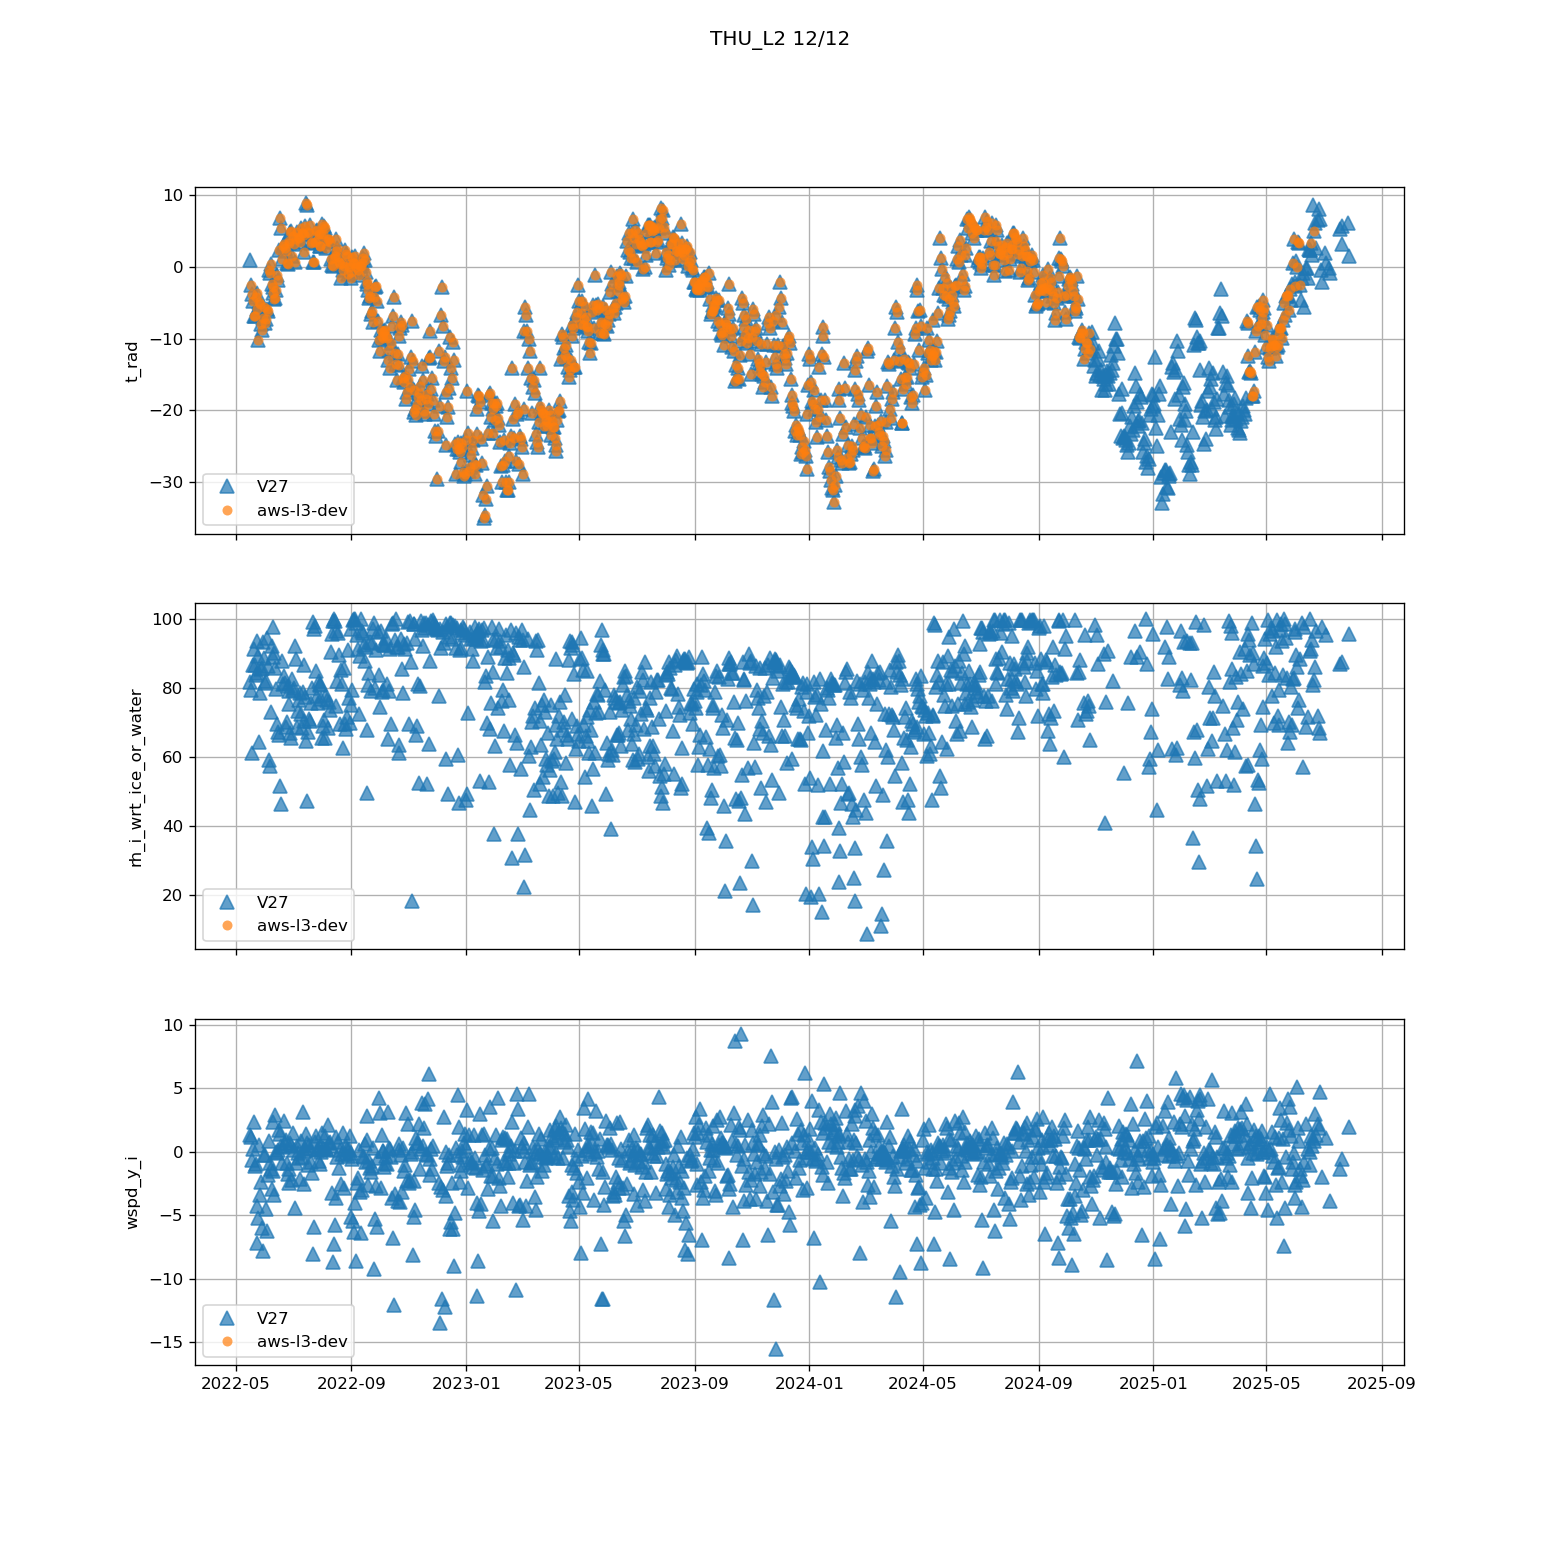 THU_L2 12/12
10
0
−10
−20
−30
t_rad
V27
aws-l3-dev
100
80
60
40
20
rh_i_wrt_ice_or_water
V27
aws-l3-dev
10
5
0
−5
−10
−15
wspd_y_i
V27
aws-l3-dev
2022-05 2022-09 2023-01 2023-05 2023-09 2024-01 2024-05 2024-09 2025-01 2025-05 2025-09